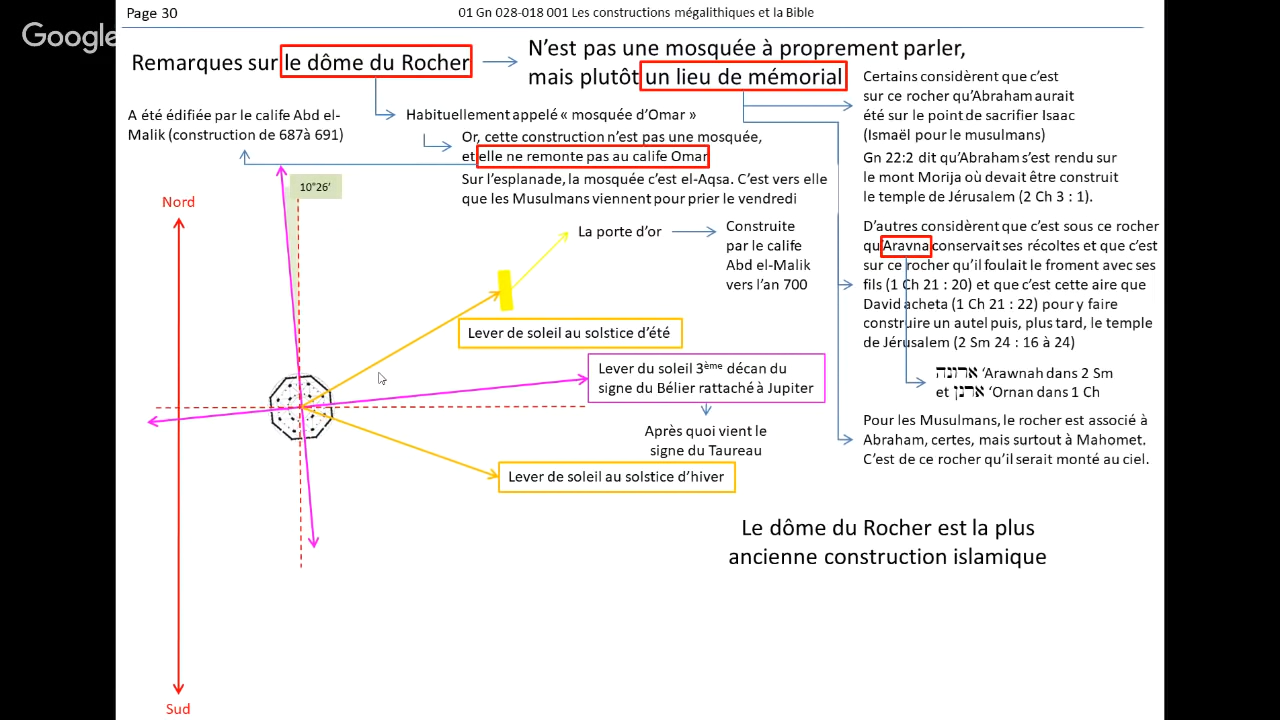 Google
Page 30
01 Gn 028-018 001 Les constructions mégalithiques et la Bible
Remarques sur le dôme du Rocher
N'est pas une mosquée à proprement parler,
mais plutôt un lieu de mémorial
A été édifiée par le calife Abd el-
Malik (construction de 687à 691)
Habituellement appelé « mosquée d'Omar »
Or, cette construction n'est pas une mosquée,
et elle ne remonte pas au calife Omar
Sur l'esplanade, la mosquée c'est el-Aqsa. C'est vers elle
que les Musulmans viennent pour prier le vendredi
Certains considèrent que c'est
sur ce rocher qu'Abraham aurait
été sur le point de sacrifier Isaac
(Ismaël pour le musulmans)
Gn 22:2 dit qu'Abraham s'est rendu sur
le mont Morija où devait être construit
le temple de Jérusalem (2 Ch 3 : 1).
D'autres considèrent que c'est sous ce rocher
qu'Aravna conservait ses récoltes et que c'est
sur ce rocher qu'il foulait le froment avec ses
fils (1 Ch 21 : 20) et que c'est cette aire que
David acheta (1 Ch 21 : 22) pour y faire
construire un autel puis, plus tard, le temple
de Jérusalem (2 Sm 24 : 16 à 24)
ארונה 'Arawnah dans 2 Sm
et ארנן 'Ornan dans 1 Ch
Pour les Musulmans, le rocher est associé à
Abraham, certes, mais surtout à Mahomet.
C'est de ce rocher qu'il serait monté au ciel.
10°26'
Nord
La porte d'or
Construite
par le calife
Abd el-Malik
vers l'an 700
Lever de soleil au solstice d'été
Lever du soleil 3ème décan du
signe du Bélier rattaché à Jupiter
Après quoi vient le
signe du Taureau
Lever de soleil au solstice d'hiver
Le dôme du Rocher est la plus
ancienne construction islamique
Sud